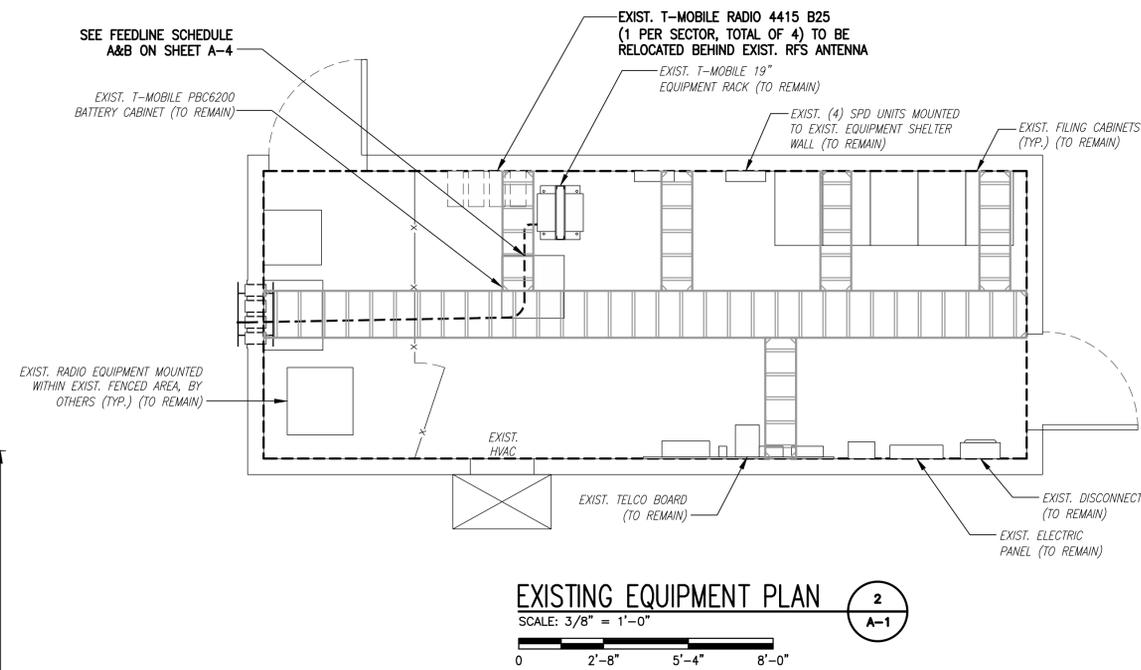 EXIST. T-MOBILE RADIO 4415 B25
(1 PER SECTOR, TOTAL OF 4) TO BE
RELOCATED BEHIND EXIST. RFS ANTENNA
SEE FEEDLINE SCHEDULE
A&B ON SHEET A-4
EXIST. T-MOBILE 19"
EQUIPMENT RACK (TO REMAIN)
EXIST. T-MOBILE PBC6200
BATTERY CABINET (TO REMAIN)
EXIST. (4) SPD UNITS MOUNTED
TO EXIST. EQUIPMENT SHELTER
WALL (TO REMAIN)
EXIST. FILING CABINETS
(TYP.) (TO REMAIN)
x
x
x
x
EXIST. RADIO EQUIPMENT MOUNTED
WITHIN EXIST. FENCED AREA, BY
OTHERS (TYP.) (TO REMAIN)
EXIST.
HVAC
EXIST. TELCO BOARD
(TO REMAIN)
EXIST. DISCONNECT
(TO REMAIN)
EXIST. ELECTRIC
PANEL (TO REMAIN)
EXISTING EQUIPMENT PLAN
2
A-1
SCALE: 3/8" = 1'-0"
0 2'-8" 5'-4" 8'-0"